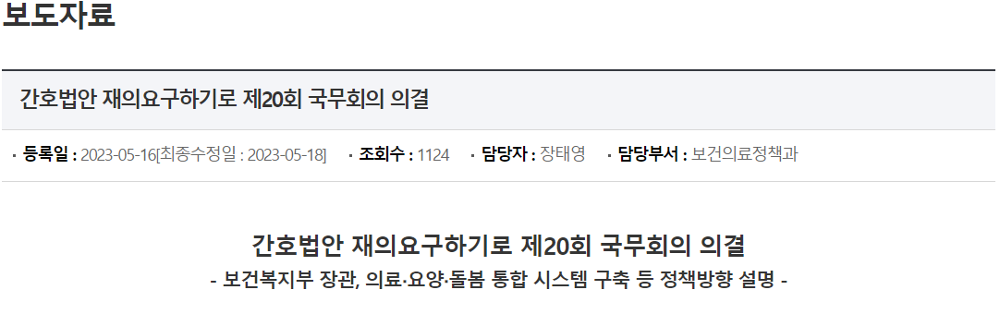 보도자료
간호법안 재의요구하기로 제20회 국무회의 의결
· 등록일 : 2023-05-16[최종수정일 : 2023-05-18] · 조회수 : 1124 · 담당자 : 장태영 · 담당부서 : 보건의료정책과
간호법안 재의요구하기로 제20회 국무회의 의결
- 보건복지부 장관, 의료·요양·돌봄 통합 시스템 구축 등 정책방향 설명 -